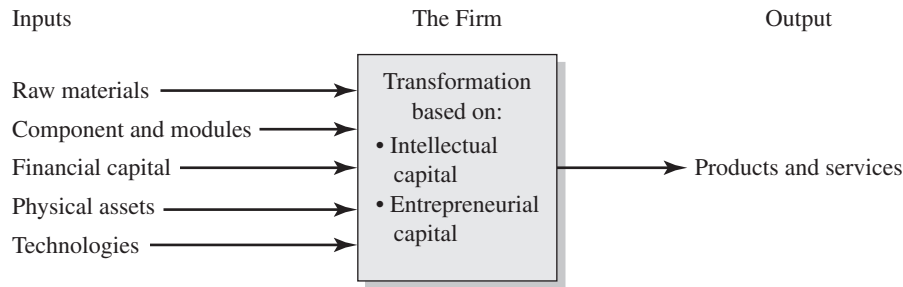 Inputs
The Firm
Output
Raw materials
Component and modules
Financial capital
Physical assets
Technologies
Transformation
based on:
• Intellectual
capital
• Entrepreneurial
capital
Products and services